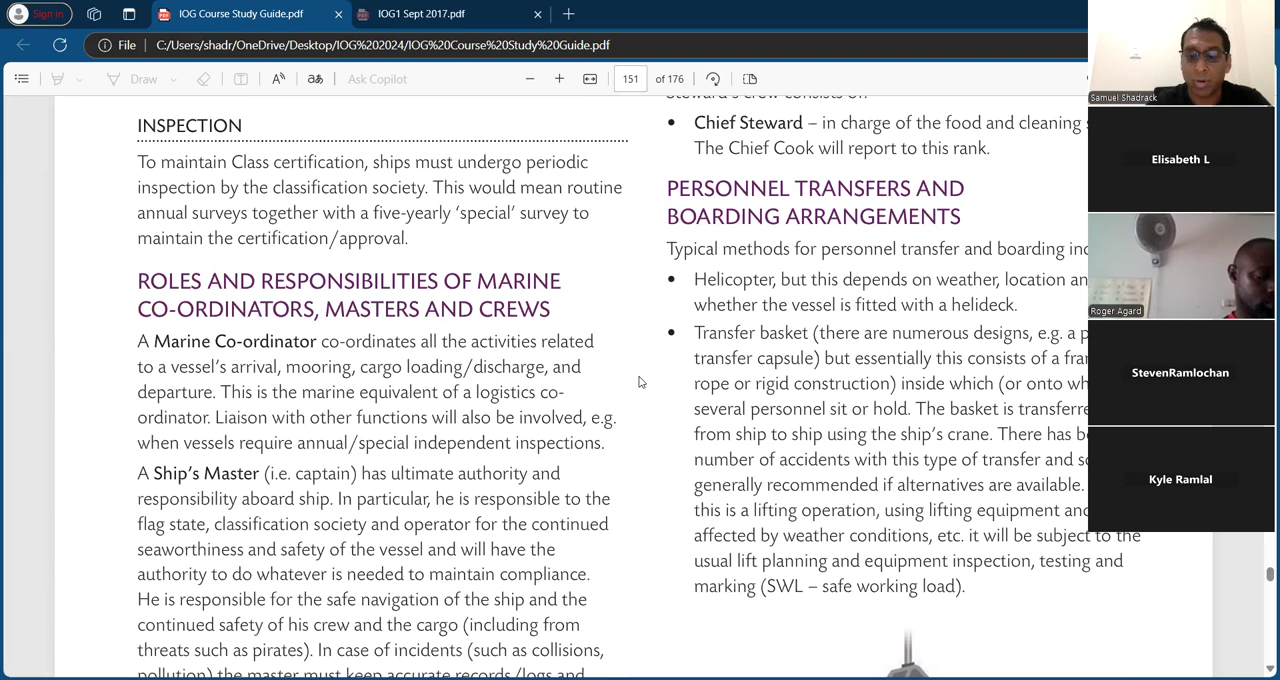 Sign in
IOG Course Study Guide.pdf
IOG1 Sept 2017.pdf
File
C:/Users/shadr/OneDrive/Desktop/IOG%202024/IOG%20Course%20Study%20Guide.pdf
Draw
Ask Copilot
151 of 176
INSPECTION
To maintain Class certification, ships must undergo periodic
inspection by the classification society. This would mean routine
annual surveys together with a five-yearly ‘special’ survey to
maintain the certification/approval.
ROLES AND RESPONSIBILITIES OF MARINE
CO-ORDINATORS, MASTERS AND CREWS
A Marine Co-ordinator co-ordinates all the activities related
to a vessel’s arrival, mooring, cargo loading/discharge, and
departure. This is the marine equivalent of a logistics co-
ordinator. Liaison with other functions will also be involved, e.g.
when vessels require annual/special independent inspections.
A Ship’s Master (i.e. captain) has ultimate authority and
responsibility aboard ship. In particular, he is responsible to the
flag state, classification society and operator for the continued
seaworthiness and safety of the vessel and will have the
authority to do whatever is needed to maintain compliance.
He is responsible for the safe navigation of the ship and the
continued safety of his crew and the cargo (including from
threats such as pirates). In case of incidents (such as collisions,
pollution) the master must keep accurate records/logs and
Steward’s crew consists of:
• Chief Steward – in charge of the food and cleaning
The Chief Cook will report to this rank.
PERSONNEL TRANSFERS AND
BOARDING ARRANGEMENTS
Typical methods for personnel transfer and boarding
• Helicopter, but this depends on weather, location
whether the vessel is fitted with a helideck.
• Transfer basket (there are numerous designs, e.g. a
transfer capsule) but essentially this consists of a
rope or rigid construction) inside which (or onto
several personnel sit or hold. The basket is
from ship to ship using the ship’s crane. There has
number of accidents with this type of transfer and
generally recommended if alternatives are available.
this is a lifting operation, using lifting equipment
affected by weather conditions, etc. it will be subject to the
usual lift planning and equipment inspection, testing and
marking (SWL – safe working load).
Samuel Shadrack
Elisabeth L
Roger Agard
StevenRamlochan
Kyle Ramlal